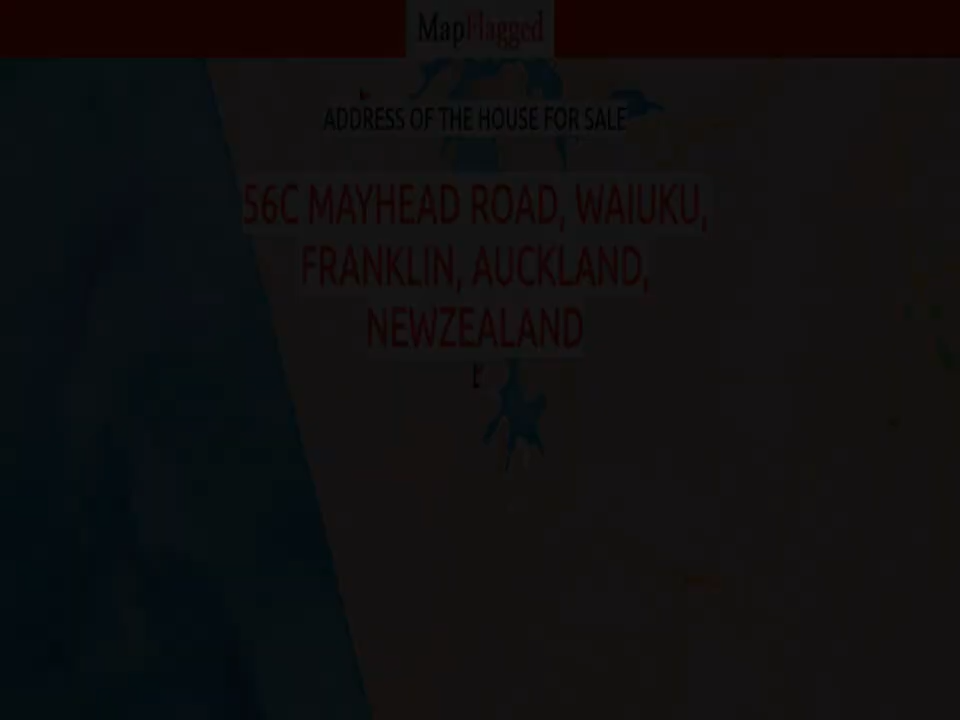 MapFlagged
ADDRESS OF THE HOUSE FOR SALE
56C MAYHEAD ROAD, WAIUKU,
FRANKLIN, AUCKLAND,
NEWZEALAND